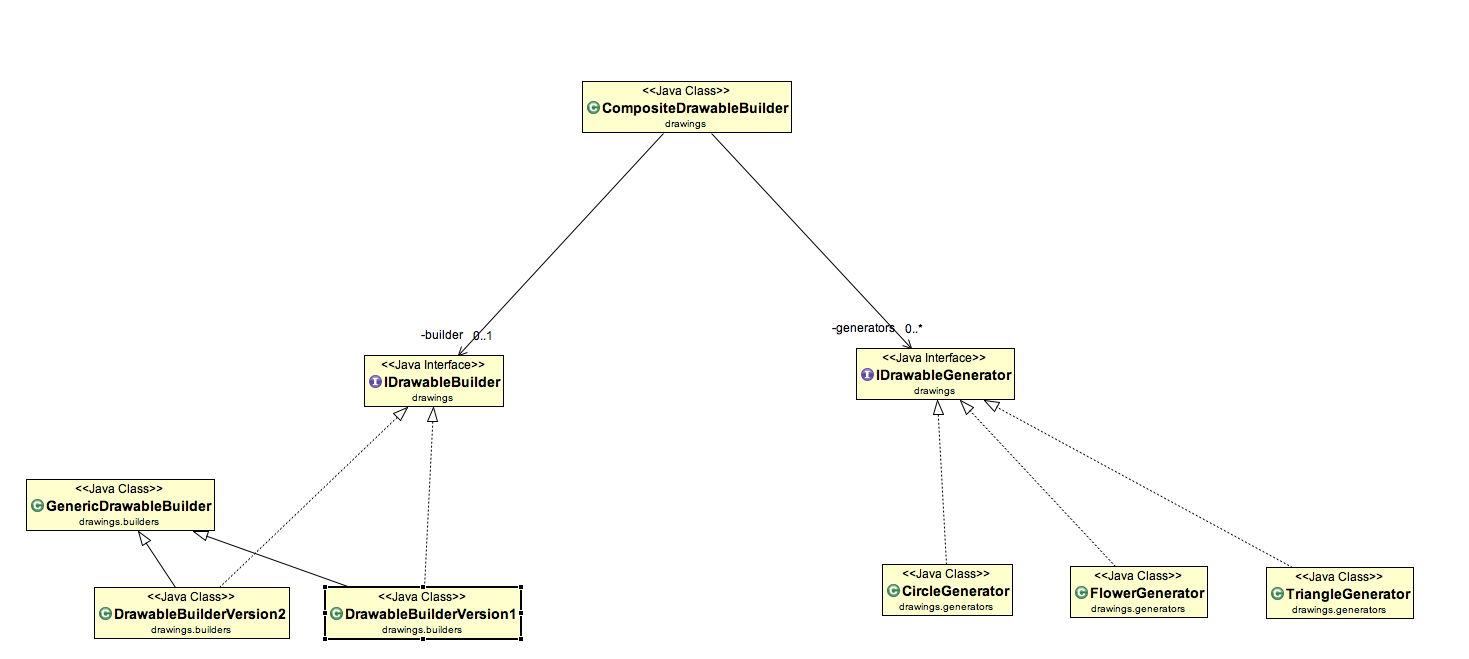 <<Java Class>>
CompositeDrawableBuilder
drawings
-builder 0..1
-generators 0..*
<<Java Interface>>
IDrawableBuilder
drawings
<<Java Interface>>
IDrawableGenerator
drawings
<<Java Class>>
GenericDrawableBuilder
drawings.builders
<<Java Class>>
DrawableBuilderVersion2
drawings.builders
<<Java Class>>
DrawableBuilderVersion1
drawings.builders
<<Java Class>>
CircleGenerator
drawings.generators
<<Java Class>>
FlowerGenerator
drawings.generators
<<Java Class>>
TriangleGenerator
drawings.generators